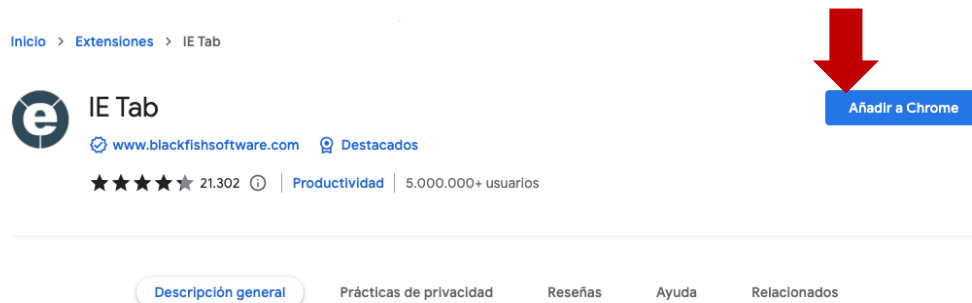 Inicio > Extensiones > IE Tab
IE Tab
Añadir a Chrome
www.blackfishsoftware.com Destacados
21.302 Productividad 5.000.000+ usuarios
Descripción general Prácticas de privacidad Reseñas Ayuda Relacionados